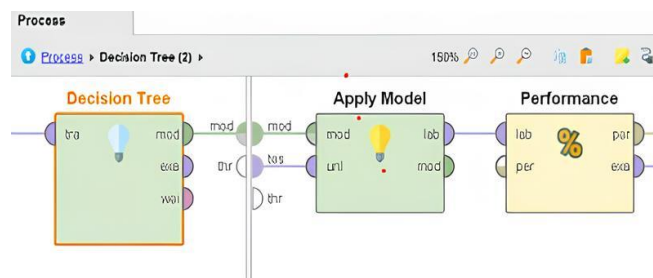 Process
Process ▸ Decision Tree (2) ▸ 150%
Decision Tree Apply Model Performance
tra mod mod mod mod lab lab % per
exa thr tes unl mod per exa
wei thr